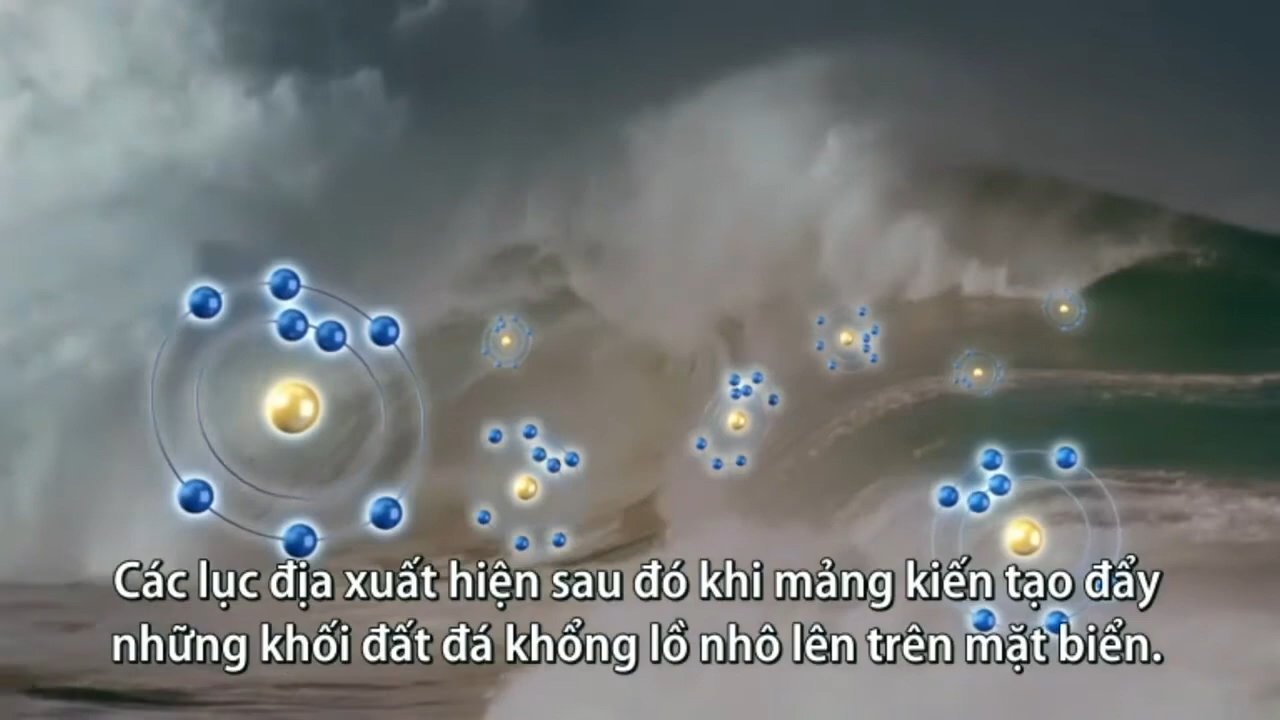 Các lục địa xuất hiện sau đó khi mảng kiến tạo đẩy
những khối đất đá khổng lồ nhô lên trên mặt biển.